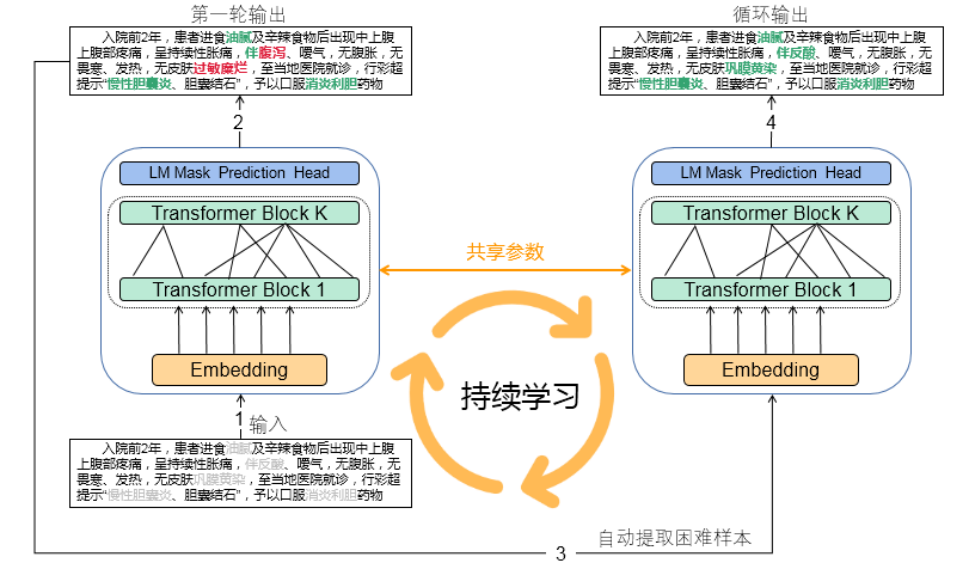 第一轮输出
入院前2年，患者进食油腻及辛辣食物后出现中上腹
上腹部疼痛，呈持续性胀痛，伴腹泻、嗳气，无腹胀，无
畏寒、发热，无皮肤过敏糜烂，至当地医院就诊，行彩超
提示“慢性胆囊炎、胆囊结石”，予以口服消炎利胆药物
2
LM Mask Prediction Head
Transformer Block K
Transformer Block 1
Embedding
1 输入
入院前2年，患者进食油腻及辛辣食物后出现中上腹
上腹部疼痛，呈持续性胀痛，伴反酸、嗳气，无腹胀，无
畏寒、发热，无皮肤巩膜黄染，至当地医院就诊，行彩超
提示“慢性胆囊炎、胆囊结石”，予以口服消炎利胆药物
共享参数
持续学习
循环输出
入院前2年，患者进食油腻及辛辣食物后出现中上腹
上腹部疼痛，呈持续性胀痛，伴反酸、嗳气，无腹胀，无
畏寒、发热，无皮肤巩膜黄染，至当地医院就诊，行彩超
提示“慢性胆囊炎、胆囊结石”，予以口服消炎利胆药物
4
LM Mask Prediction Head
Transformer Block K
Transformer Block 1
Embedding
自动提取困难样本
3